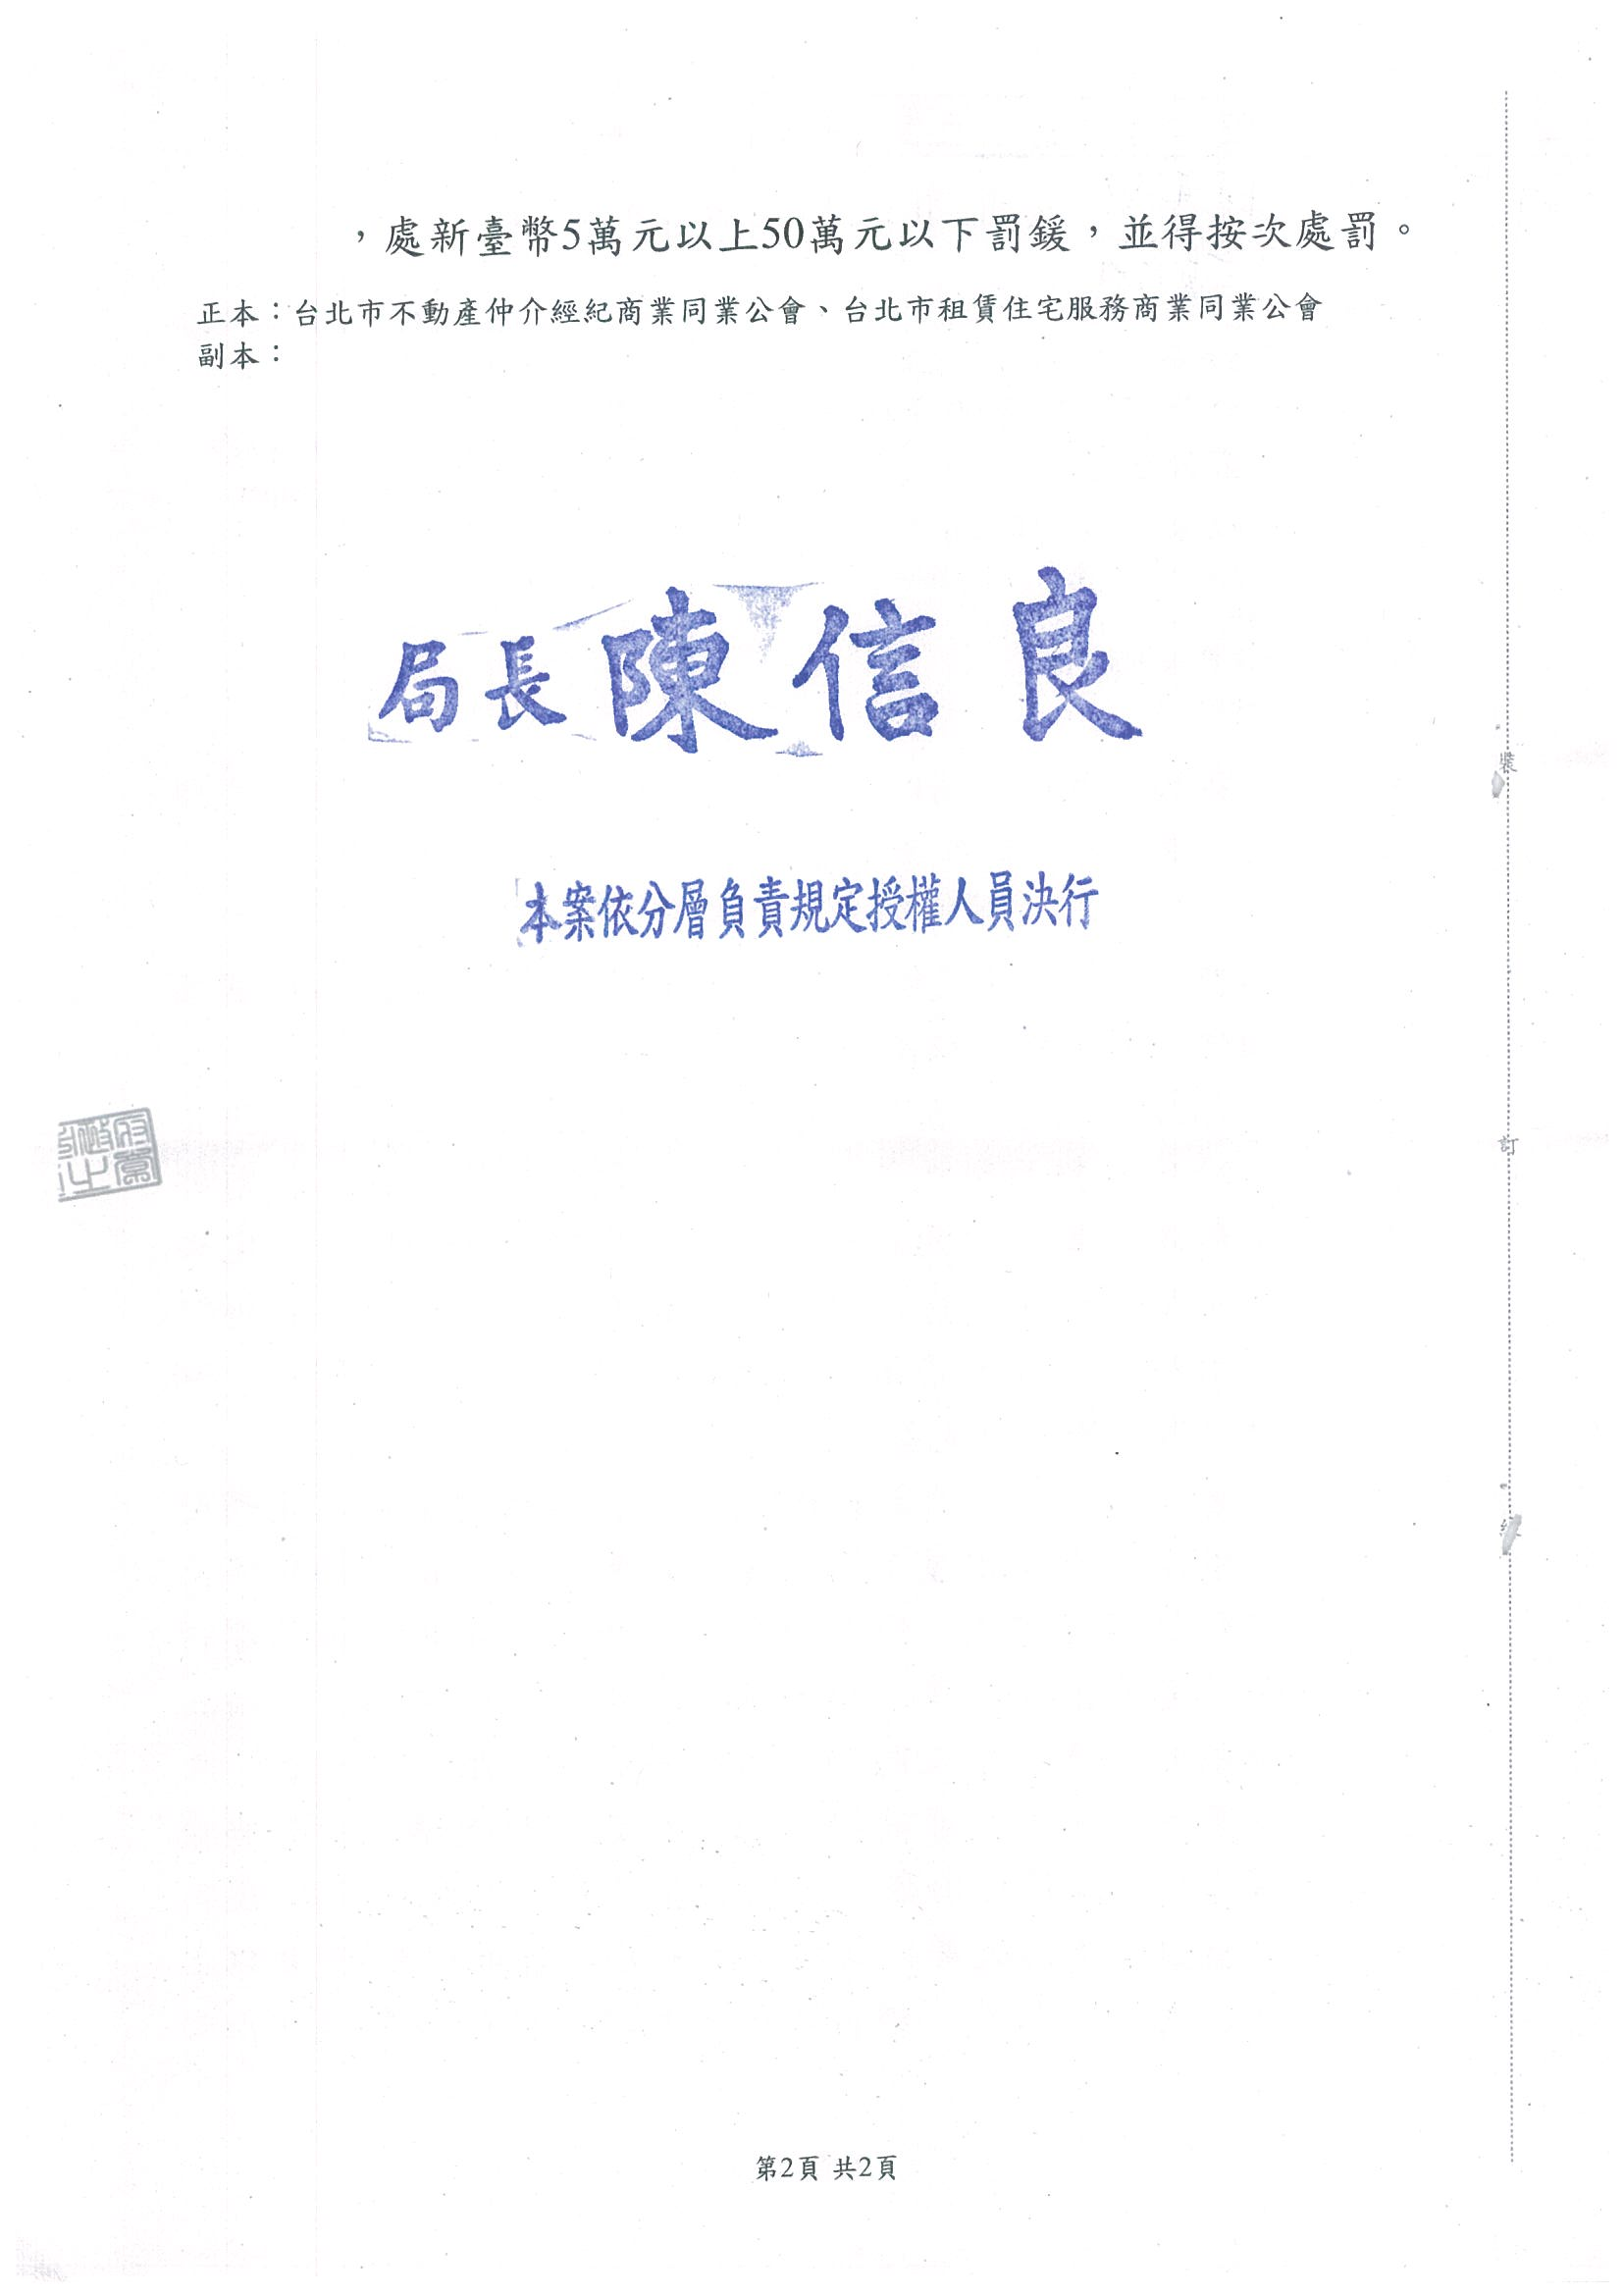 ，處新臺幣5萬元以上50萬元以下罰鍰，並得按次處罰。
正本：台北市不動產仲介經紀商業同業公會、台北市租賃住宅服務商業同業公會
副本：
局長陳信良
本案依分層負責規定授權人員決行
裝
訂
第2頁 共2頁